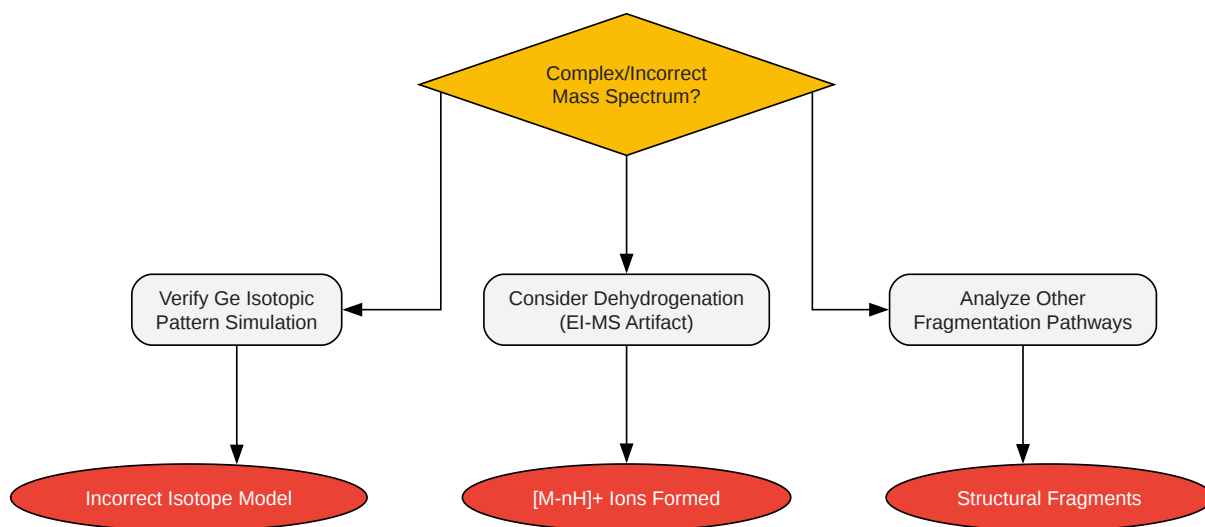 Complex/Incorrect
Mass Spectrum?
Verify Ge Isotopic
Pattern Simulation
Consider Dehydrogenation
(EI-MS Artifact)
Analyze Other
Fragmentation Pathways
Incorrect Isotope Model
[M-nH]+ Ions Formed
Structural Fragments